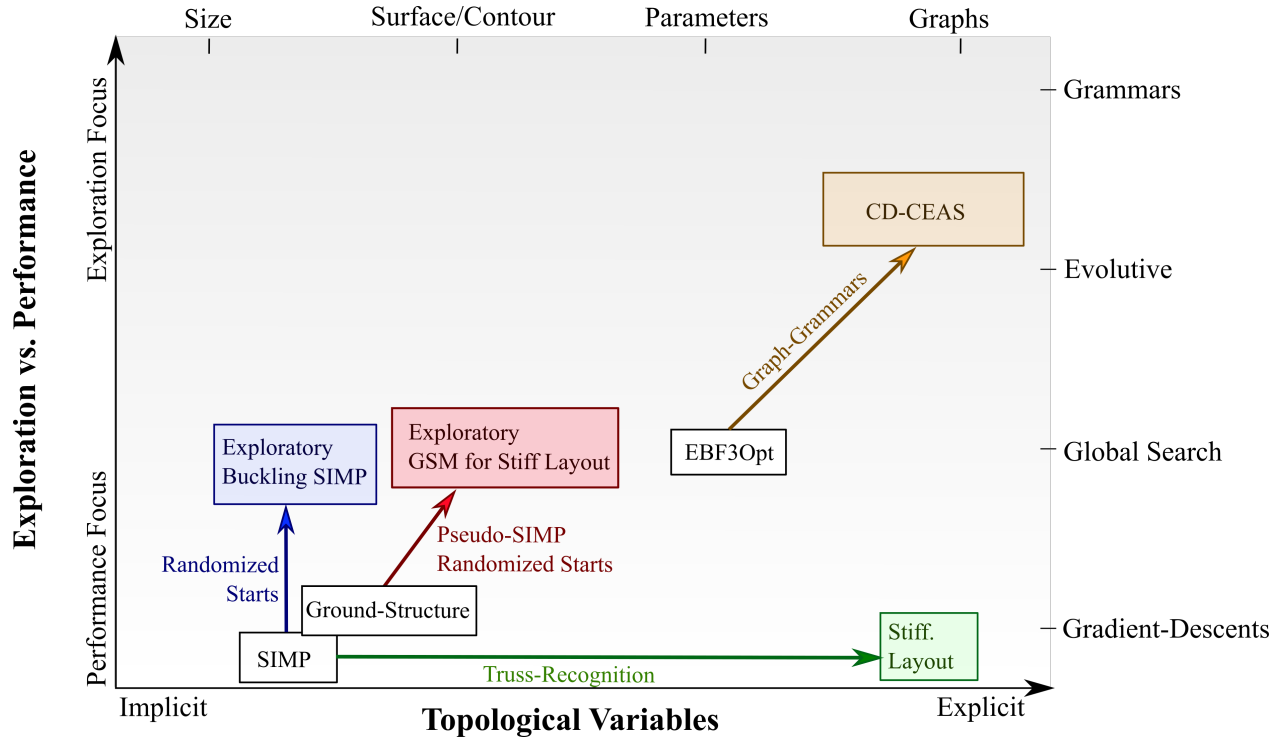 Size
Surface/Contour
Parameters
Graphs
Exploration vs. Performance
Exploration Focus
Performance Focus
Grammars
Evolutive
Global Search
Gradient-Descents
CD-CEAS
Graph-Grammars
Exploratory
Buckling SIMP
Exploratory
GSM for Stiff Layout
EBF3Opt
Randomized
Starts
Pseudo-SIMP
Randomized Starts
Ground-Structure
SIMP
Truss-Recognition
Stiff.
Layout
Implicit
Topological Variables
Explicit